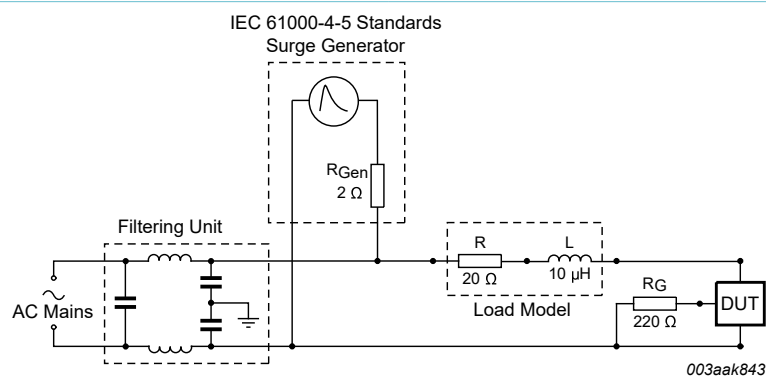 IEC 61000-4-5 Standards
Surge Generator
RGen
2 Ω
Filtering Unit
R
L
20 Ω
10 μH
RG
DUT
AC Mains
Load Model
220 Ω
003aak843